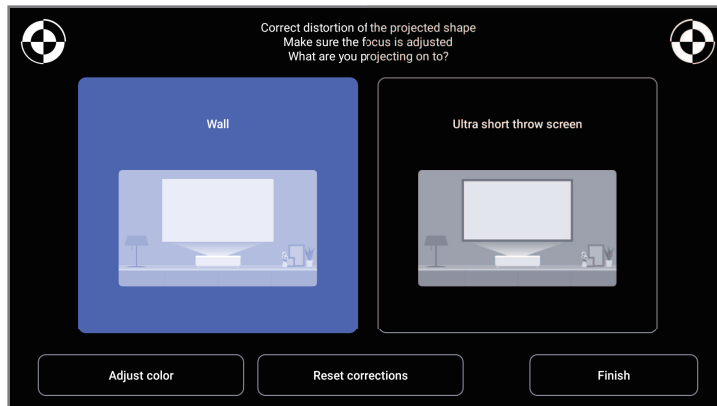 Correct distortion of the projected shape
Make sure the focus is adjusted
What are you projecting on to?
Wall
Ultra short throw screen
Adjust color
Reset corrections
Finish